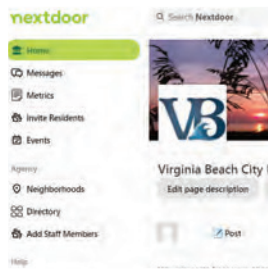 nextdoor
Search Nextdoor
Home
Messages
Metrics
Invite Residents
Events
Agency
Neighborhoods
Directory
Add Staff Members
Help
VB
Virginia Beach City
Edit page description
Post